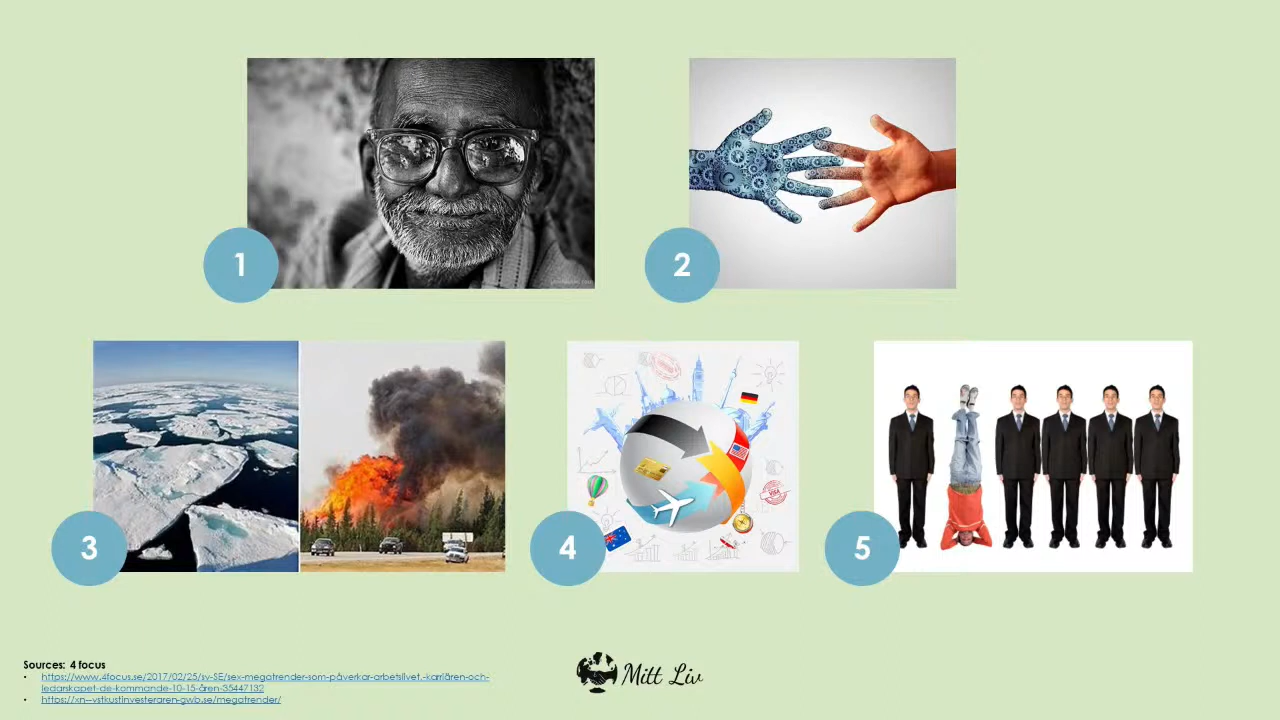 1
2
3
4
5
VISA
Sources: 4 focus
• https://www.4focus.se/2017/02/25/sv-SE/sex-megatrender-som-påverkar-arbetslivet,-karriären-och-
ledarskapet-de-kommande-10-15-åren-35447132
• https://xn--vstkustinvesteraren-gwb.se/megatrender/
Mitt Liv